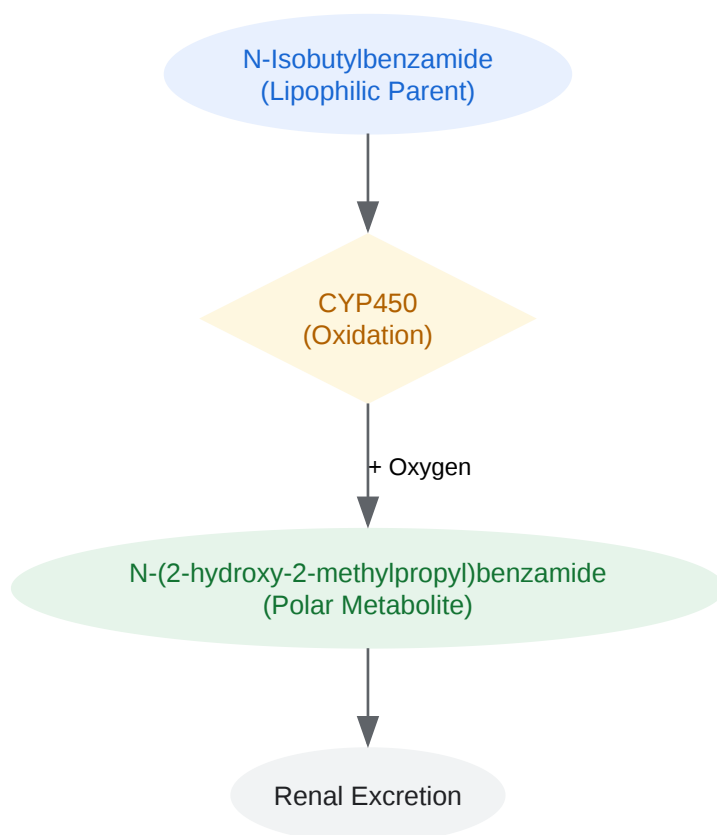 N-Isobutylbenzamide
(Lipophilic Parent)
CYP450
(Oxidation)
+ Oxygen
N-(2-hydroxy-2-methylpropyl)benzamide
(Polar Metabolite)
Renal Excretion